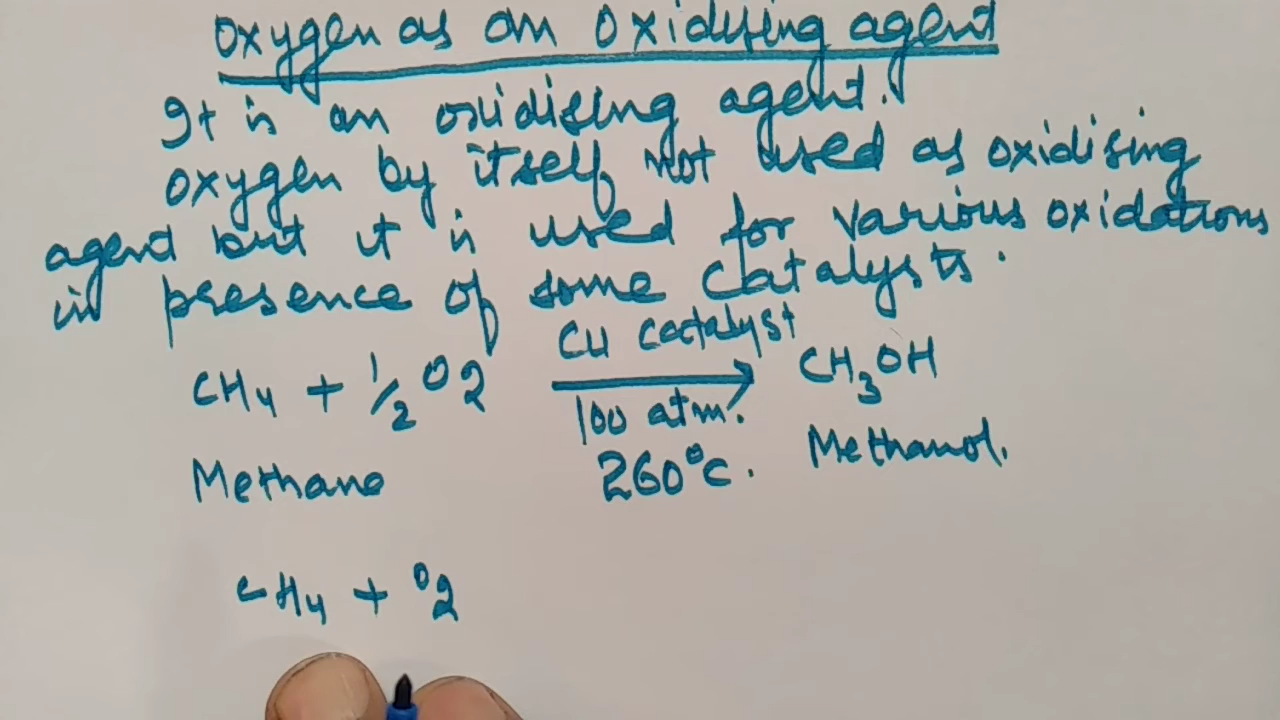 Oxygen as an Oxidising agent
It is an oxidising agent.
Oxygen by itself not used as oxidising
agent but it is used for various oxidations
in presence of some catalysts.
CH4 + 1/2 O2 Cu catalyst → CH3OH
100 atm.
Methane 260°C. Methanol.
CH4 + O2